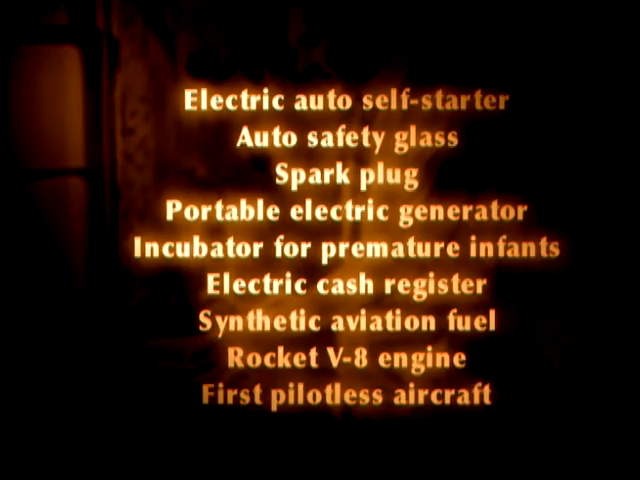 Electric auto self-starter
Auto safety glass
Spark plug
Portable electric generator
Incubator for premature infants
Electric cash register
Synthetic aviation fuel
Rocket V-8 engine
First pilotless aircraft